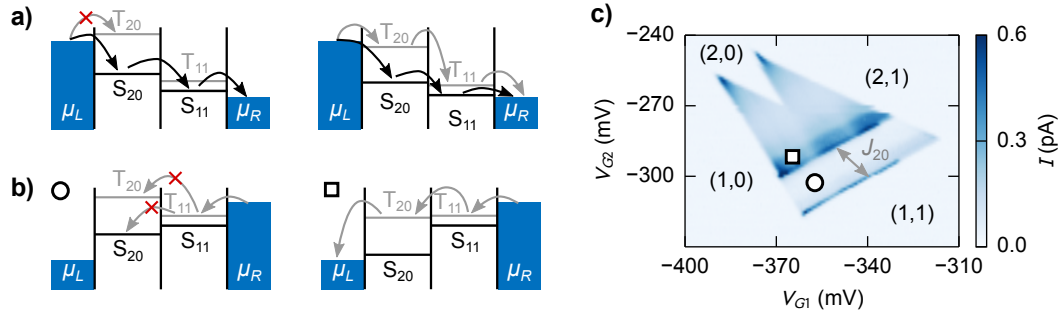 a)
T₂₀
T₁₁
S₂₀
S₁₁
μL
μR
T₂₀
T₁₁
S₂₀
S₁₁
μL
μR
b)
T₂₀
T₁₁
S₂₀
S₁₁
μL
μR
T₂₀
T₁₁
S₂₀
S₁₁
μL
μR
c)
V_G2 (mV)
−240
−270
−300
(2,0)
(2,1)
(1,0)
(1,1)
J₂₀
−400
−370
−340
−310
V_G1 (mV)
0.6
0.3
0.0
I (pA)